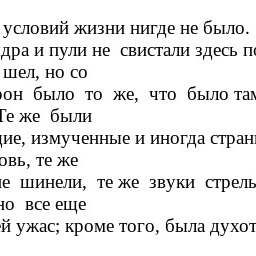 условий жизни нигде не было.
дра и пули не свистали здесь по
шел, но со
рон было то же, что было там
Те же были
щие, измученные и иногда стран
овь, те же
е шинели, те же звуки стрель
но все еще
й ужас; кроме того, была духот